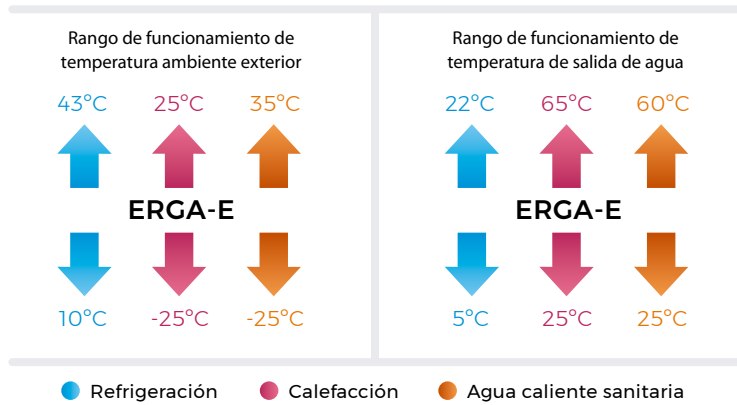 Rango de funcionamiento de
temperatura ambiente exterior
43°C 25°C 35°C
ERGA-E
10°C -25°C -25°C
Rango de funcionamiento de
temperatura de salida de agua
22°C 65°C 60°C
ERGA-E
5°C 25°C 25°C
Refrigeración Calefacción Agua caliente sanitaria